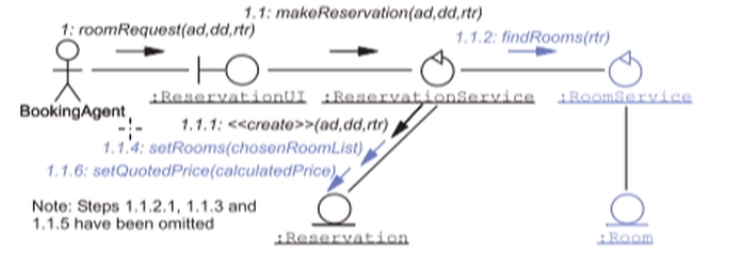 1.1: makeReservation(ad,dd,rtr)
1: roomRequest(ad,dd,rtr)
1.1.2: findRooms(rtr)
:ReservationUI
:ReservationService
:RoomService
BookingAgent
1.1.1: <<create>>(ad,dd,rtr)
1.1.4: setRooms(chosenRoomList)
1.1.6: setQuotedPrice(calculatedPrice)
Note: Steps 1.1.2.1, 1.1.3 and
1.1.5 have been omitted
:Reservation
:Room